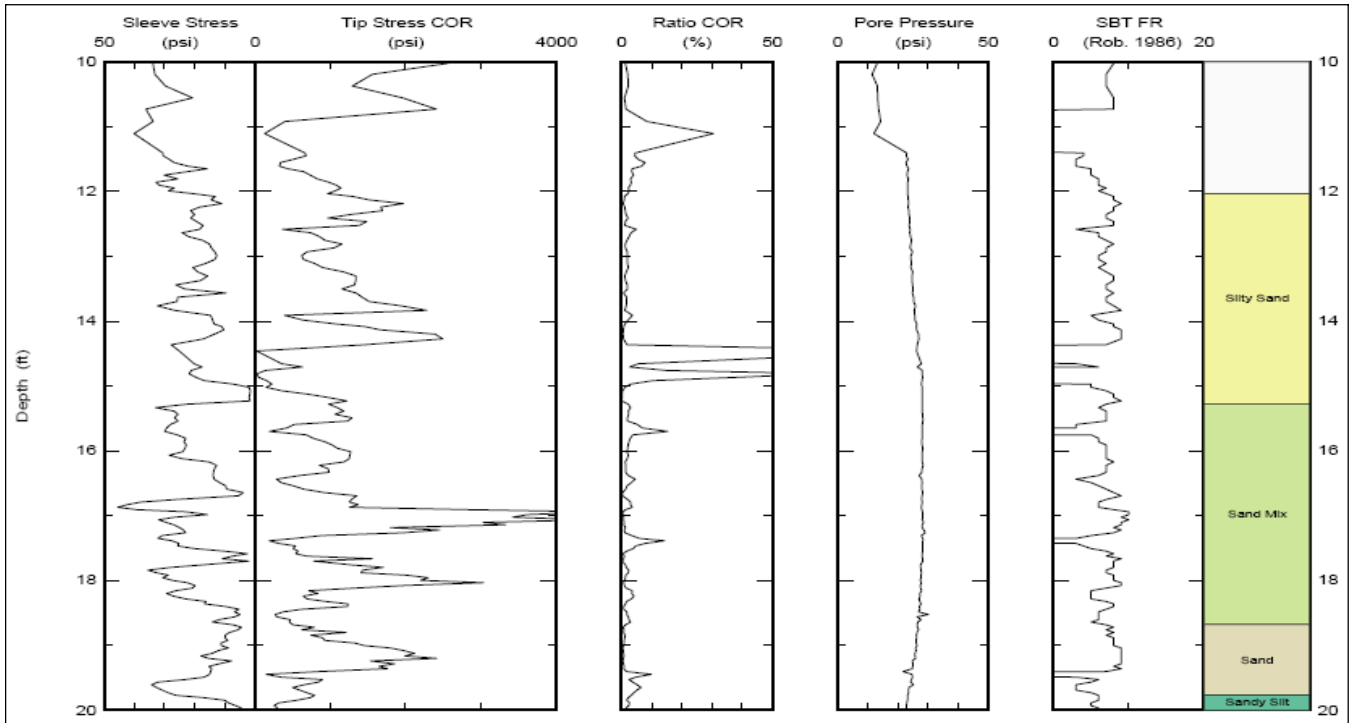 Sleeve Stress Tip Stress COR Ratio COR Pore Pressure SBT FR
50 (psi) 0 (psi) 4000 0 (%) 50 0 (psi) 50 0 (Rob. 1986) 20
10 10
12 12
Silty Sand
14 14
Depth (ft)
16 16
Sand Mix
18 18
Sand
Sandy Silt
20 20